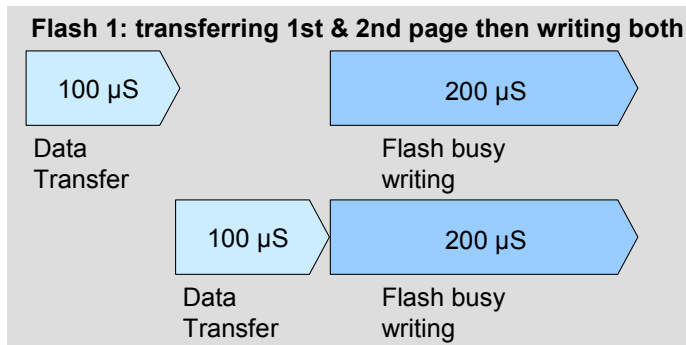 Flash 1: transferring 1st & 2nd page then writing both
100 µS
200 µS
Data
Transfer
Flash busy
writing
100 µS
200 µS
Data
Transfer
Flash busy
writing